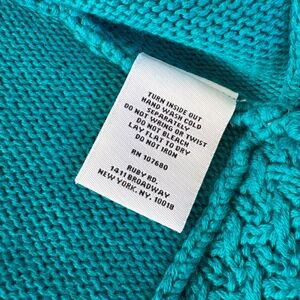 TURN INSIDE OUT
HAND WASH COLD
SEPARATELY
DO NOT WRING OR TWIST
DO NOT BLEACH
LAY FLAT TO DRY
DO NOT IRON
RN 107680
RUBY RD.
1411 BROADWAY
NEW YORK, NY. 10018